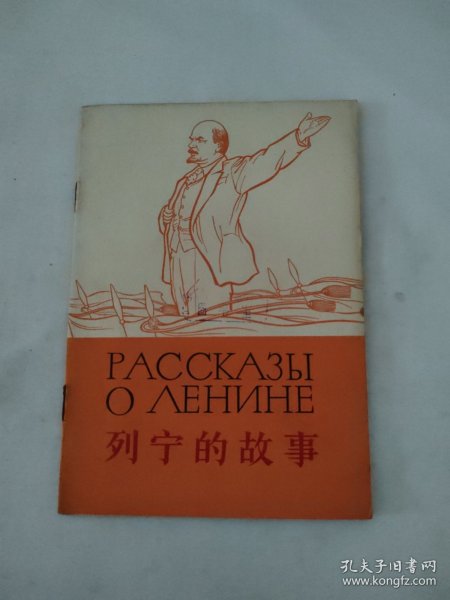 РАССКАЗЫ
О ЛЕНИНЕ
列宁的故事
孔夫子旧书网
www.kongfz.com